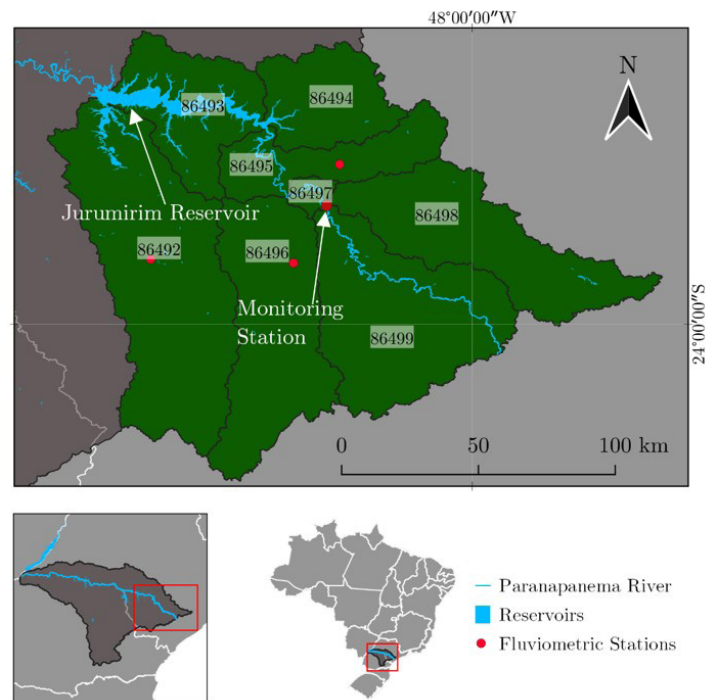 48°00'00"W
N
86493
86494
86495
86497
86498
Jurumirim Reservoir
86492
86496
Monitoring
Station
24°00'00"S
86499
0 50 100 km
Paranapanema River
Reservoirs
Fluviometric Stations